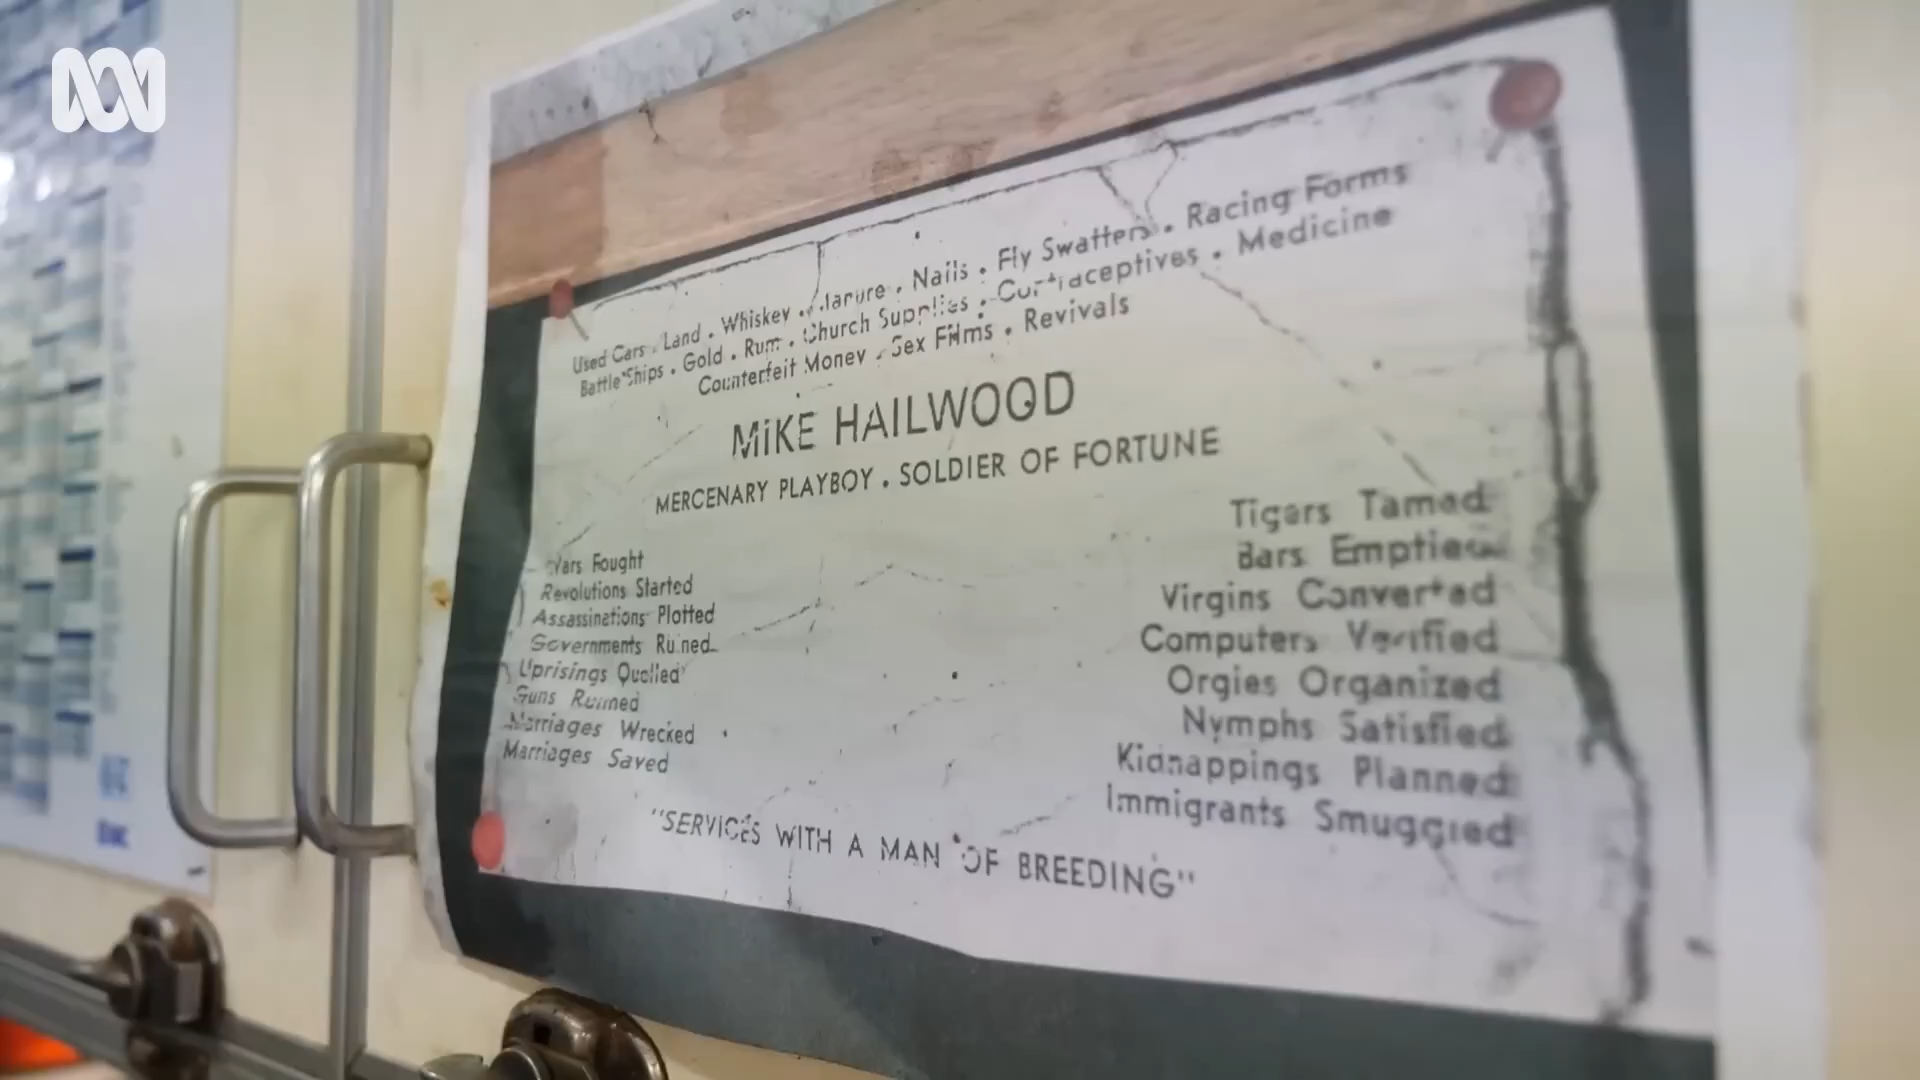 Used Cars . Land . Whiskey . Manure . Nails . Fly Swatters . Racing Forms
Battle Ships . Gold . Rum . Church Supplies . Contraceptives . Medicine
Counterfeit Money . Sex Films . Revivals
MIKE HAILWOOD
MERCENARY PLAYBOY . SOLDIER OF FORTUNE
Wars Fought
Revolutions Started
Assassinations Plotted
Governments Ruined
Uprisings Quelled
Guns
Marriages Wrecked
Marriages Saved
Tigers Tamed
Bars Emptied
Virgins Converted
Computers Verified
Orgies Organized
Nymphs Satisfied
Kidnappings Planned
Immigrants Smuggled
"SERVICES WITH A MAN OF BREEDING"